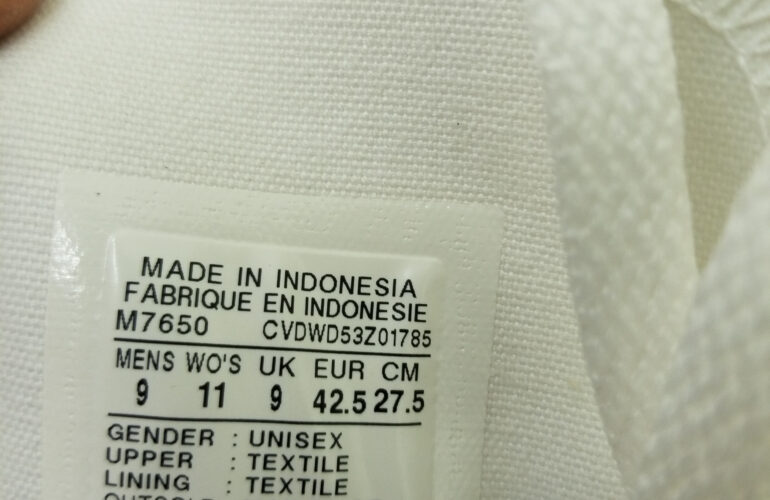 MADE IN INDONESIA
FABRIQUE EN INDONESIE
M7650 CVDWD53Z01785
MENS WO'S UK EUR CM
9 11 9 42.5 27.5
GENDER : UNISEX
UPPER : TEXTILE
LINING : TEXTILE